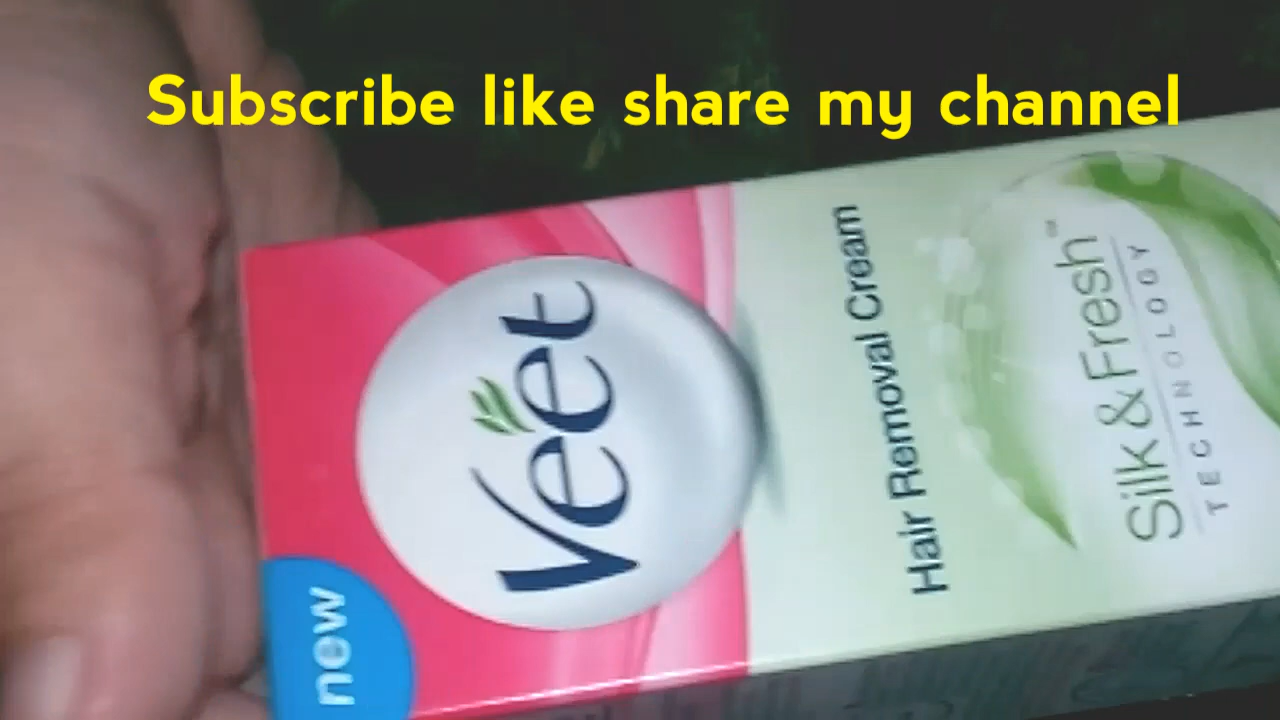 Subscribe like share my channel
new
Veet
Hair Removal Cream
Silk & Fresh™
TECHNOLOGY